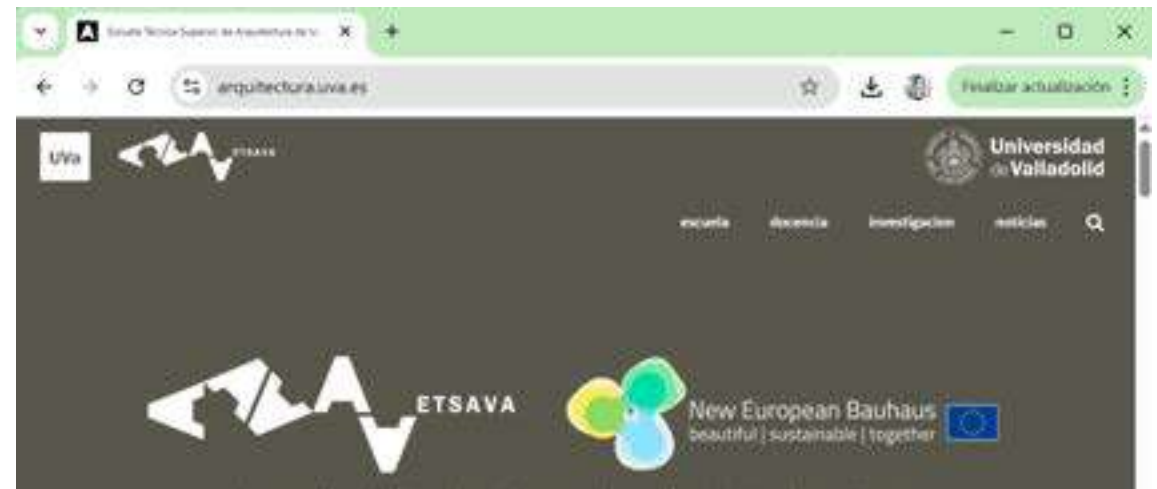 Escuela Técnica Superior de Arquitectura de la
arquitectura.uva.es
Finalizar actualización
UVa
ETSAVA
Universidad
de Valladolid
escuela docencia investigacion noticias
ETSAVA
New European Bauhaus
beautiful | sustainable | together